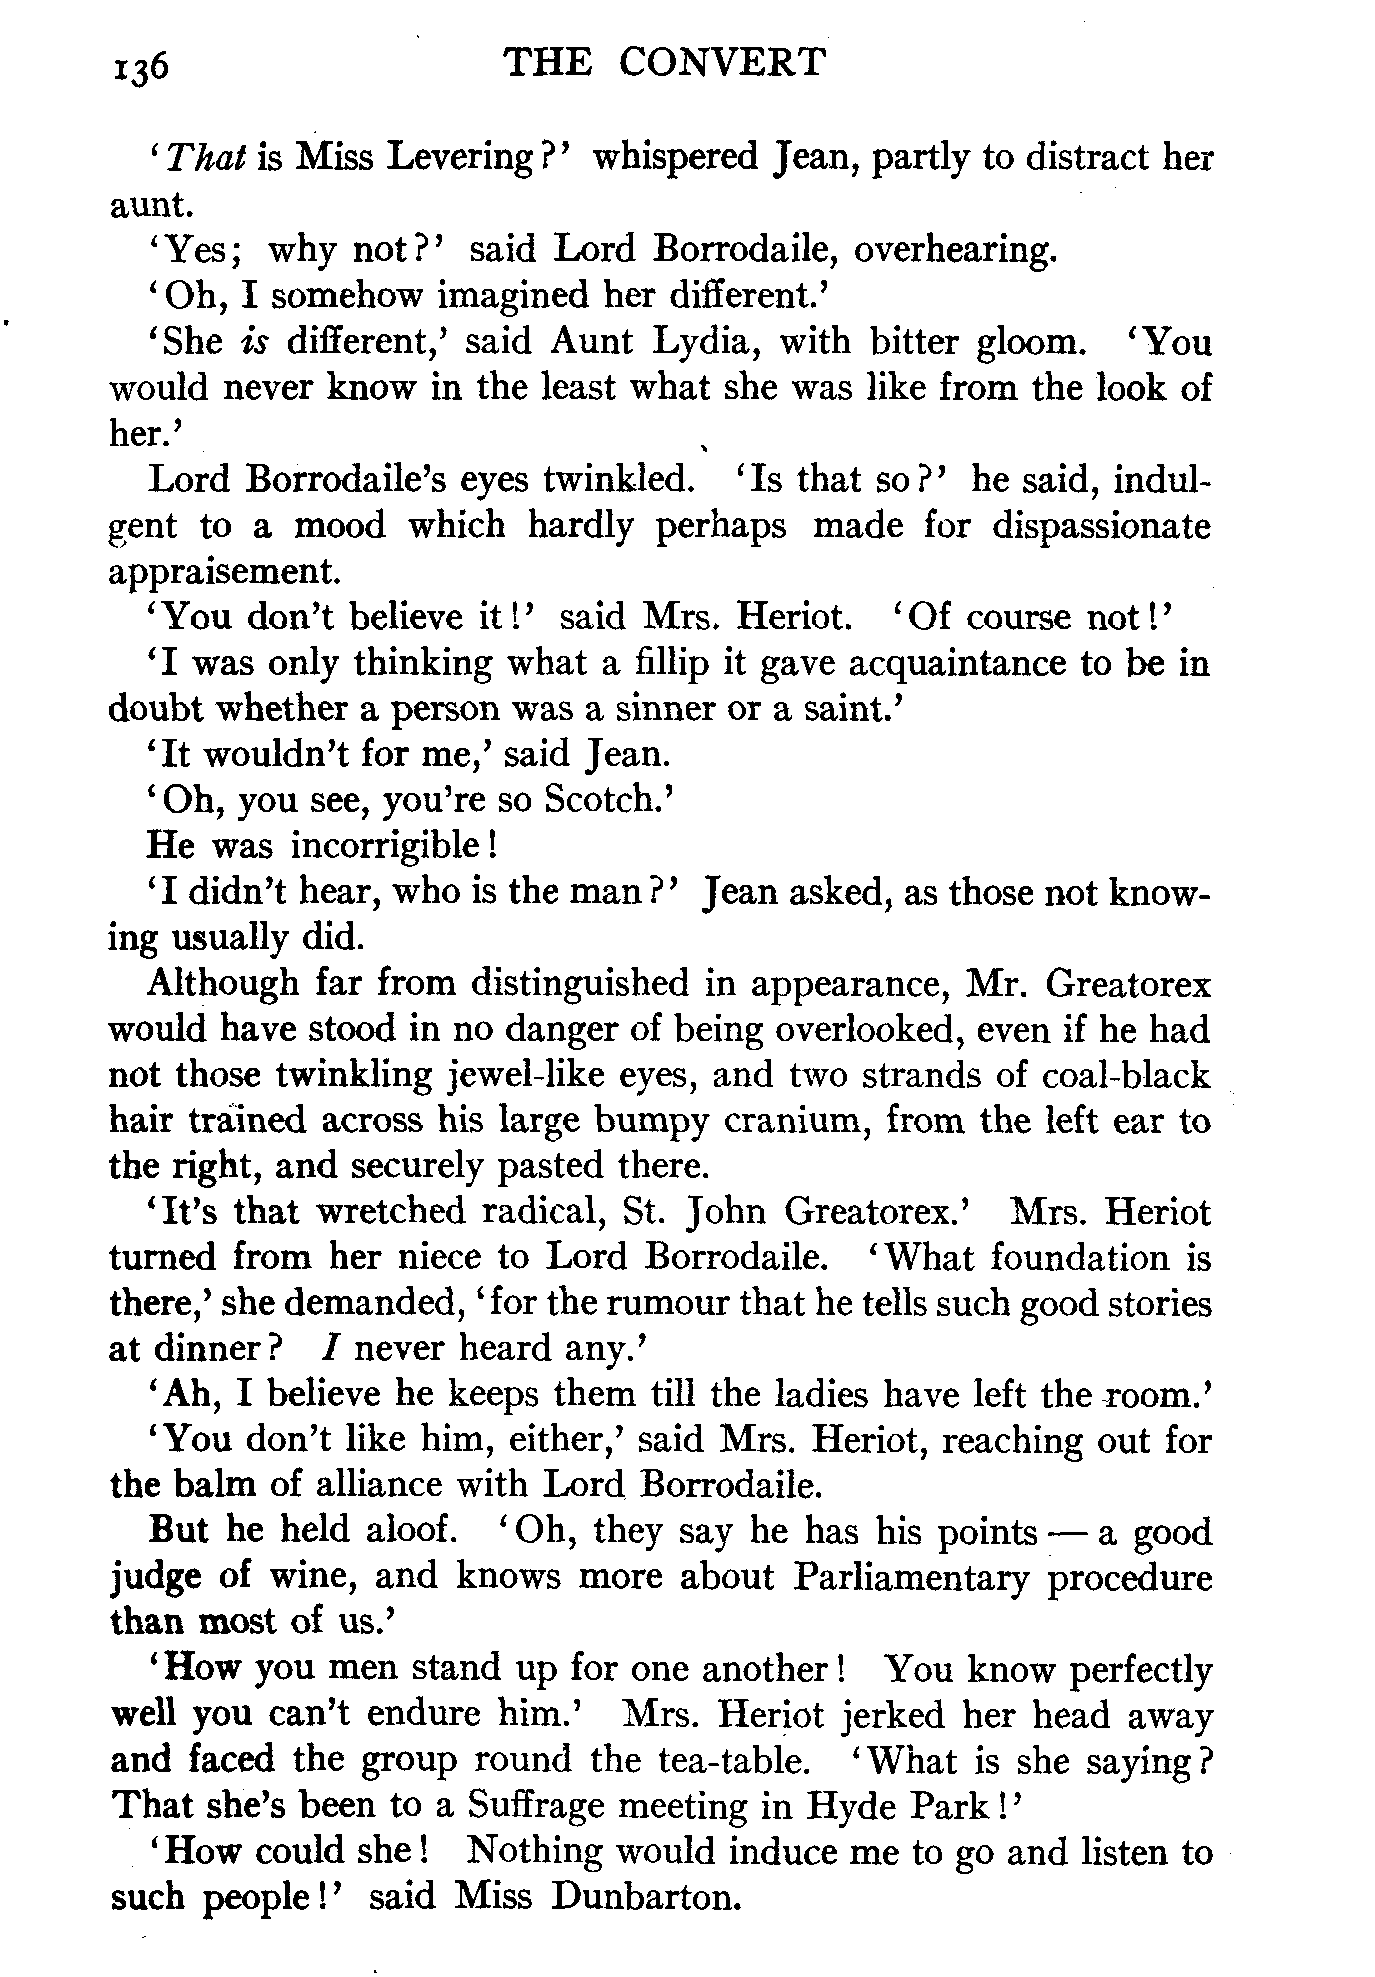 136 THE CONVERT
'That is Miss Levering?' whispered Jean, partly to distract her
aunt.
'Yes; why not?' said Lord Borrodaile, overhearing.
'Oh, I somehow imagined her different.'
'She is different,' said Aunt Lydia, with bitter gloom. 'You
would never know in the least what she was like from the look of
her.'
Lord Borrodaile's eyes twinkled. 'Is that so?' he said, indul-
gent to a mood which hardly perhaps made for dispassionate
appraisement.
'You don't believe it!' said Mrs. Heriot. 'Of course not!'
'I was only thinking what a fillip it gave acquaintance to be in
doubt whether a person was a sinner or a saint.'
'It wouldn't for me,' said Jean.
'Oh, you see, you're so Scotch.'
He was incorrigible!
'I didn't hear, who is the man?' Jean asked, as those not know-
ing usually did.
Although far from distinguished in appearance, Mr. Greatorex
would have stood in no danger of being overlooked, even if he had
not those twinkling jewel-like eyes, and two strands of coal-black
hair trained across his large bumpy cranium, from the left ear to
the right, and securely pasted there.
'It's that wretched radical, St. John Greatorex.' Mrs. Heriot
turned from her niece to Lord Borrodaile. 'What foundation is
there,' she demanded, 'for the rumour that he tells such good stories
at dinner? I never heard any.'
'Ah, I believe he keeps them till the ladies have left the room.'
'You don't like him, either,' said Mrs. Heriot, reaching out for
the balm of alliance with Lord Borrodaile.
But he held aloof. 'Oh, they say he has his points — a good
judge of wine, and knows more about Parliamentary procedure
than most of us.'
'How you men stand up for one another! You know perfectly
well you can't endure him.' Mrs. Heriot jerked her head away
and faced the group round the tea-table. 'What is she saying?
That she's been to a Suffrage meeting in Hyde Park!'
'How could she! Nothing would induce me to go and listen to
such people!' said Miss Dunbarton.